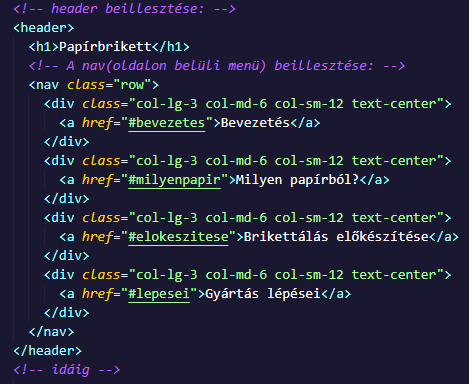 <!-- header beillesztése: -->
<header>
<h1>Papírbrikett</h1>
<!-- A nav(oldalon belüli menü) beillesztése: -->
<nav class="row">
<div class="col-lg-3 col-md-6 col-sm-12 text-center">
<a href="#bevezetes">Bevezetés</a>
</div>
<div class="col-lg-3 col-md-6 col-sm-12 text-center">
<a href="#milyenpapir">Milyen papírból?</a>
</div>
<div class="col-lg-3 col-md-6 col-sm-12 text-center">
<a href="#elokeszitese">Brikettálás előkészítése</a>
</div>
<div class="col-lg-3 col-md-6 col-sm-12 text-center">
<a href="#lepesei">Gyártás lépései</a>
</div>
</nav>
</header>
<!-- idáig -->